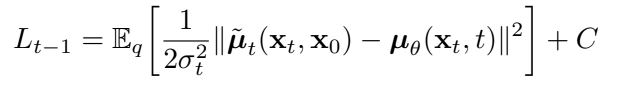 $L_{t-1} = \mathbb{E}_q \left[ \frac{1}{2\sigma_t^2} \| \tilde{\boldsymbol{\mu}}_t(\mathbf{x}_t, \mathbf{x}_0) - \boldsymbol{\mu}_\theta(\mathbf{x}_t, t) \|^2 \right] + C$